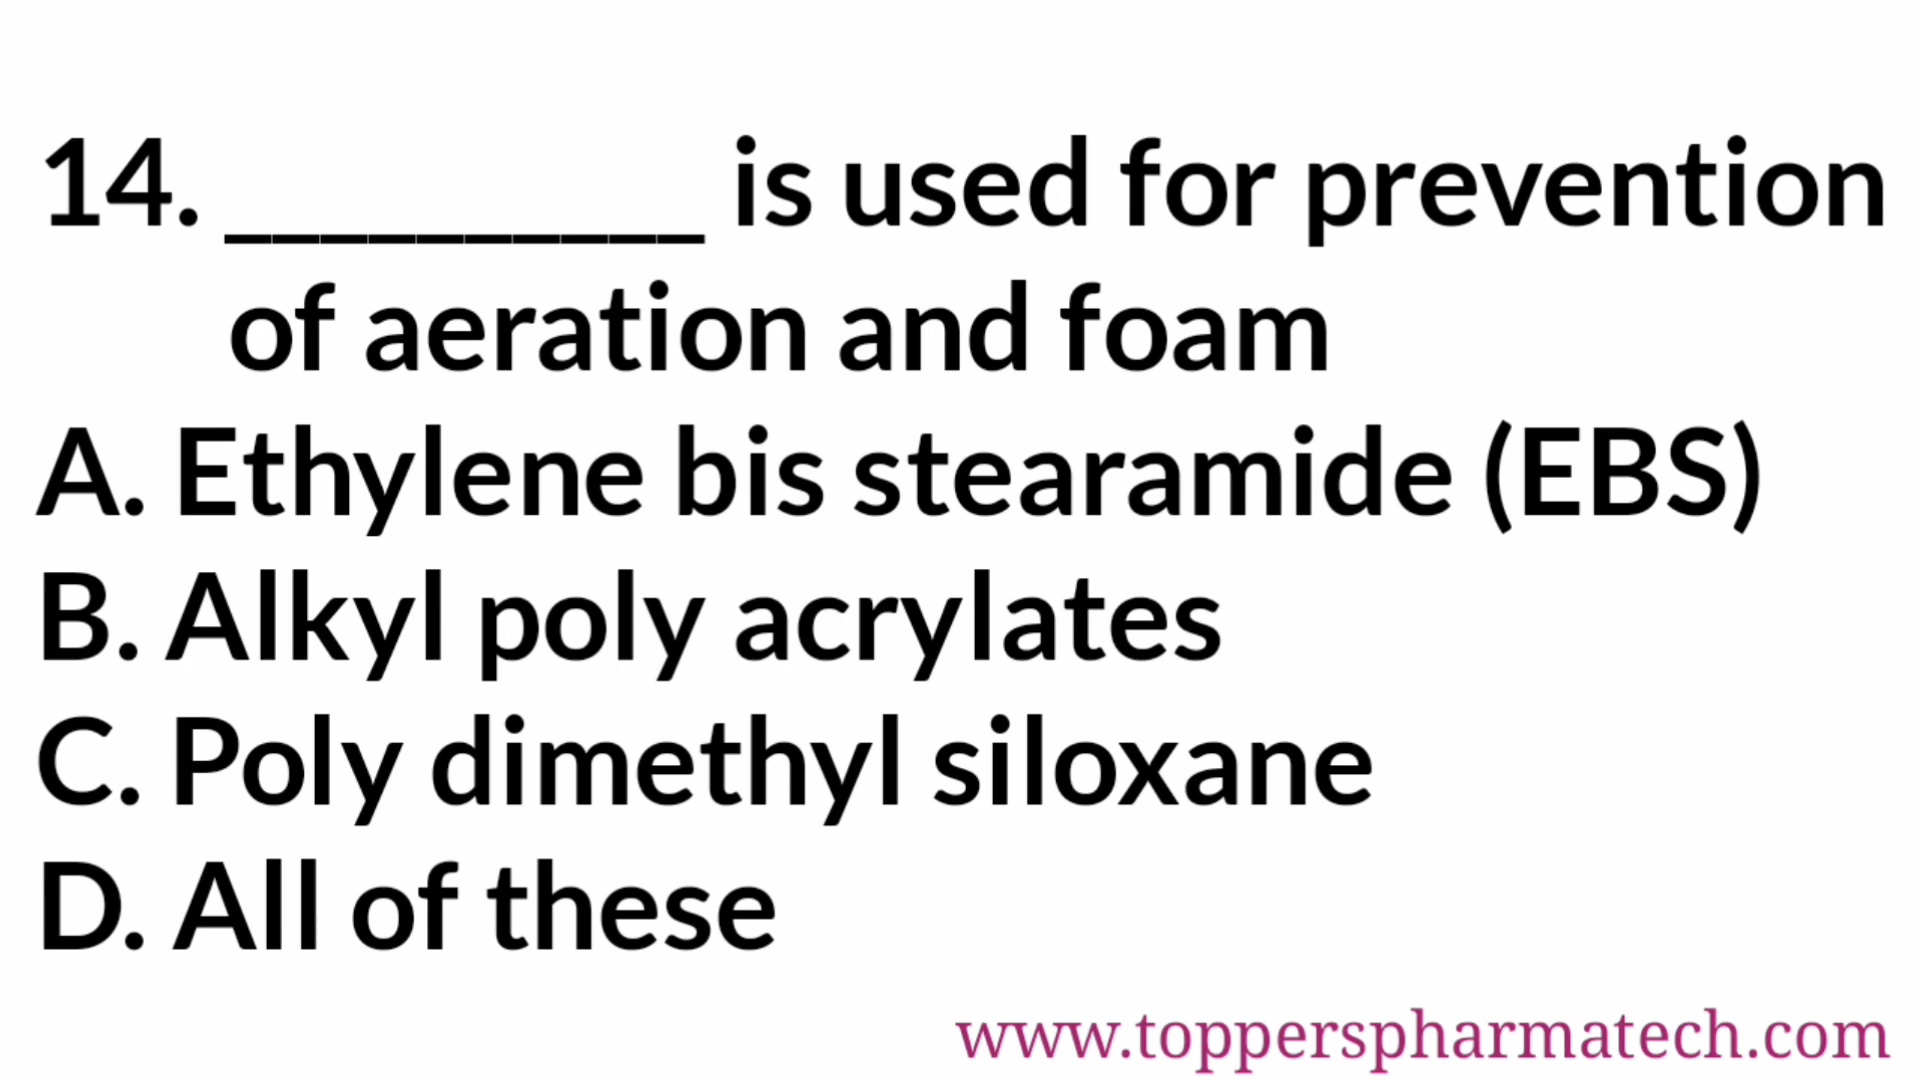 14. __________ is used for prevention
of aeration and foam
A. Ethylene bis stearamide (EBS)
B. Alkyl poly acrylates
C. Poly dimethyl siloxane
D. All of these
www.topperspharmatech.com